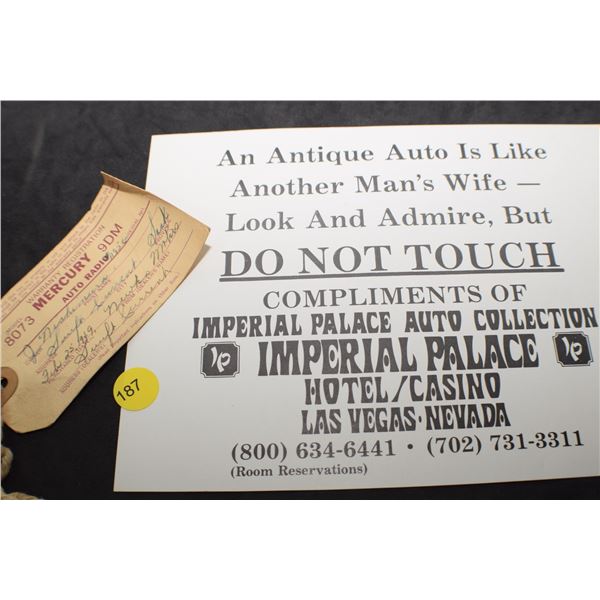 An Antique Auto Is Like
Another Man's Wife —
Look And Admire, But
DO NOT TOUCH
COMPLIMENTS OF
IMPERIAL PALACE AUTO COLLECTION
IMPERIAL PALACE
HOTEL/CASINO
LAS VEGAS·NEVADA
(800) 634-6441 • (702) 731-3311
(Room Reservations)
187
WARRANTY REGISTRATION
MERCURY 9DM
8073
AUTO RADIO